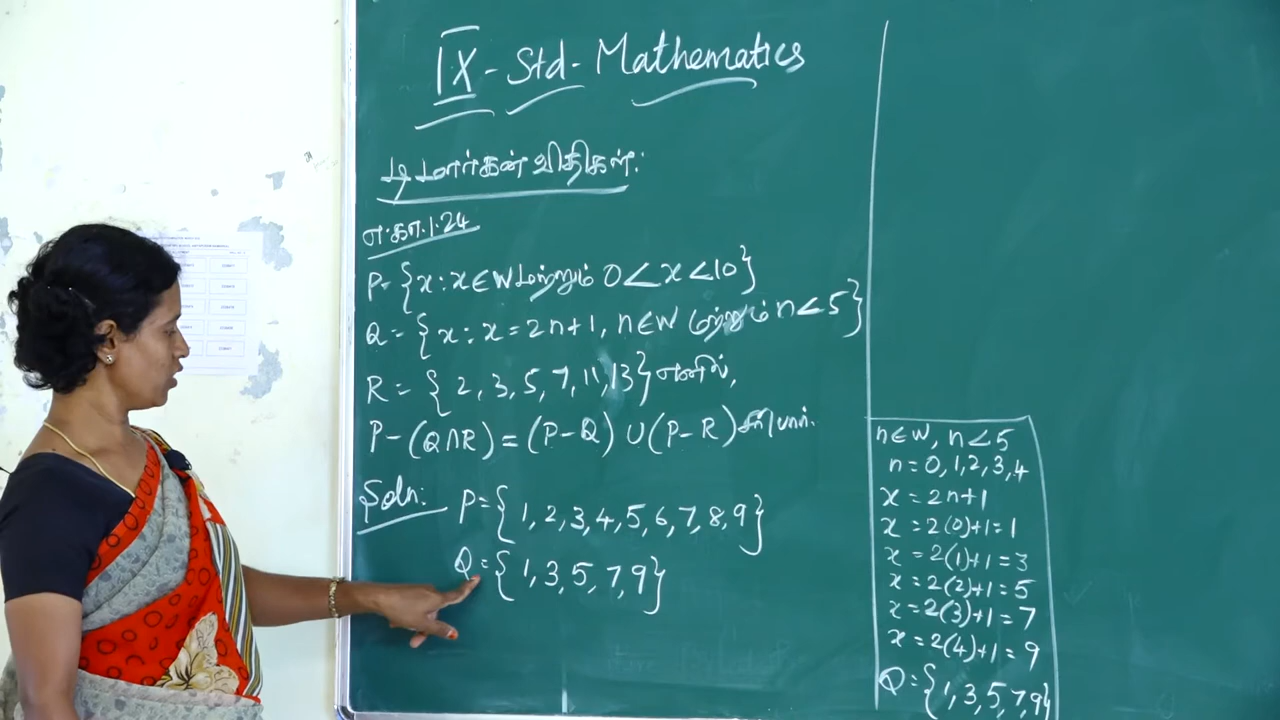 IX - Std - Mathematics
டி மார்கன் விதிகள்:
எ.கா.1.24
P = {x : x ∈ W மற்றும் 0 < x < 10}
Q = {x : x = 2n+1, n ∈ W மற்றும் n < 5}
R = {2, 3, 5, 7, 11, 13} எனில்,
P - (Q ∩ R) = (P - Q) ∪ (P - R)
Soln: P = {1, 2, 3, 4, 5, 6, 7, 8, 9}
Q = {1, 3, 5, 7, 9}
n ∈ W, n < 5
n = 0, 1, 2, 3, 4
x = 2n+1
x = 2(0)+1 = 1
x = 2(1)+1 = 3
x = 2(2)+1 = 5
x = 2(3)+1 = 7
x = 2(4)+1 = 9
Q = {1, 3, 5, 7, 9}